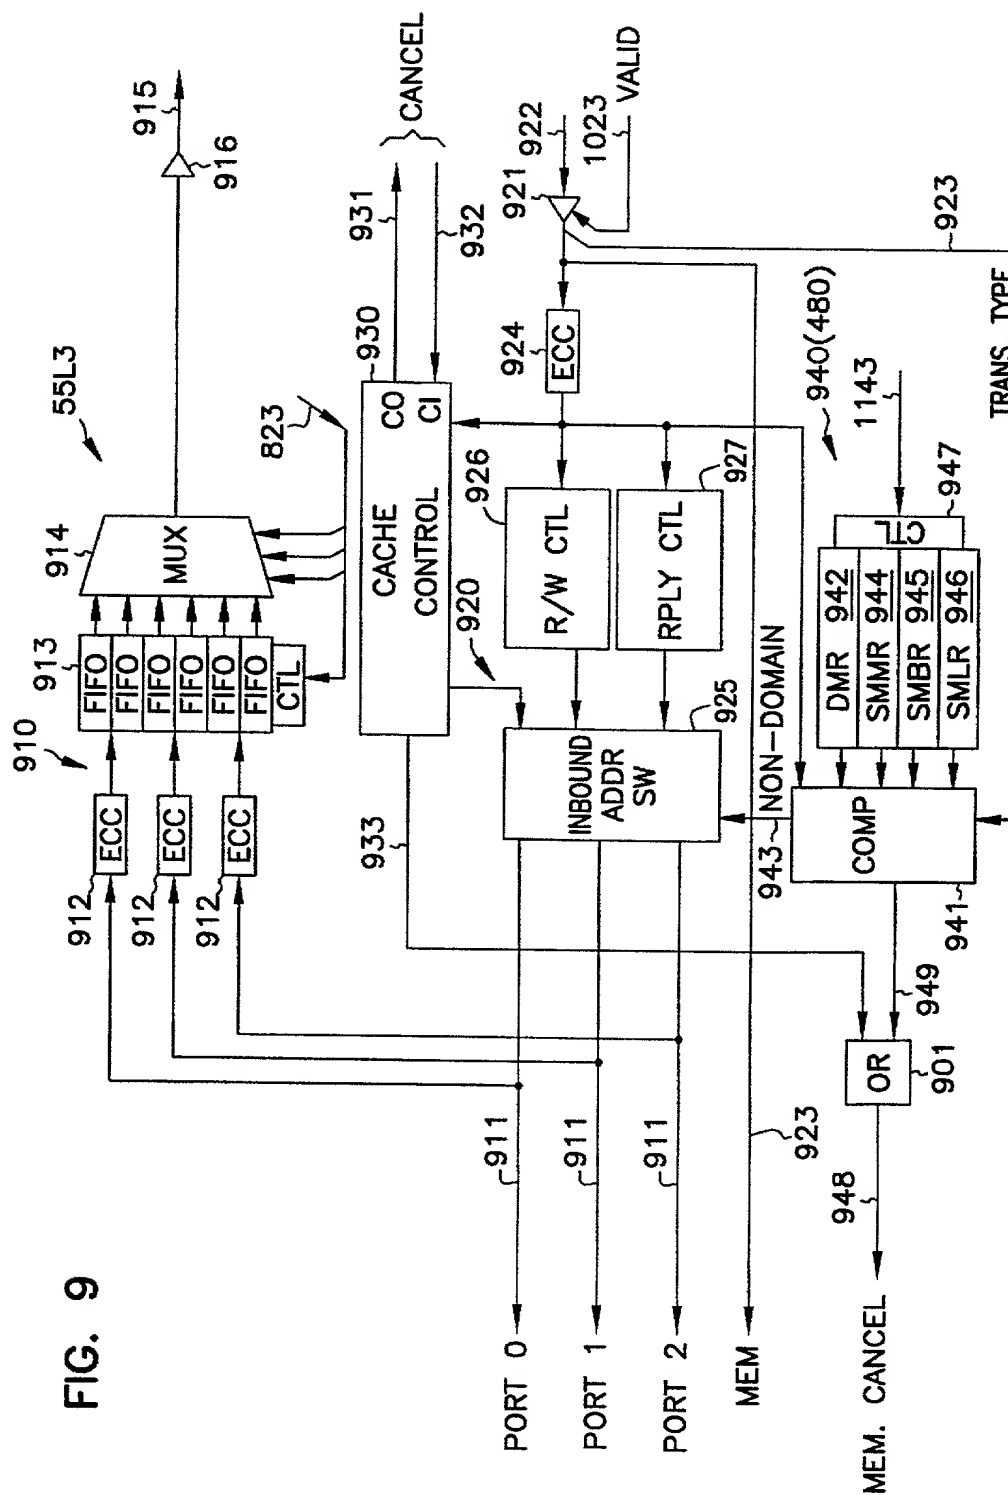 FIG. 9
55L3
910
912
912
912
ECC
ECC
ECC
913
FIFO
FIFO
FIFO
FIFO
FIFO
FIFO
CTL
914
MUX
915
916
823
930
CACHE
CONTROL
CO
CI
931
932
CANCEL
933
920
926
R/W CTL
RPLY CTL
927
924
ECC
921
922
1023
VALID
923
INBOUND
ADDR
SW
925
PORT 0
PORT 1
PORT 2
MEM
911
911
911
923
943
NON-DOMAIN
COMP
941
DMR 942
SMMR 944
SMBR 945
SMLR 946
CTL
947
1143
940(480)
TRANS. TYPE
949
OR
901
948
MEM. CANCEL